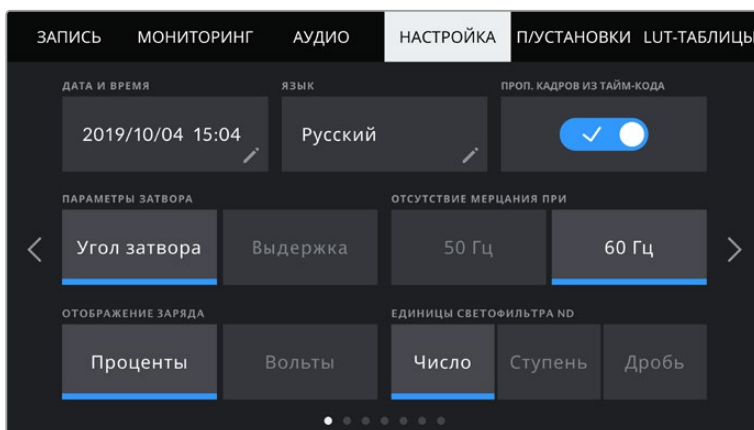 ЗАПИСЬ МОНИТОРИНГ АУДИО НАСТРОЙКА П/УСТАНОВКИ LUT-ТАБЛИЦЫ
ДАТА И ВРЕМЯ ЯЗЫК ПРОП. КАДРОВ ИЗ ТАЙМ-КОДА
2019/10/04 15:04 Русский
ПАРАМЕТРЫ ЗАТВОРА ОТСУТСТВИЕ МЕРЦАНИЯ ПРИ
Угол затвора Выдержка 50 Гц 60 Гц
ОТОБРАЖЕНИЕ ЗАРЯДА ЕДИНИЦЫ СВЕТОФИЛЬТРА ND
Проценты Вольты Число Ступень Дробь